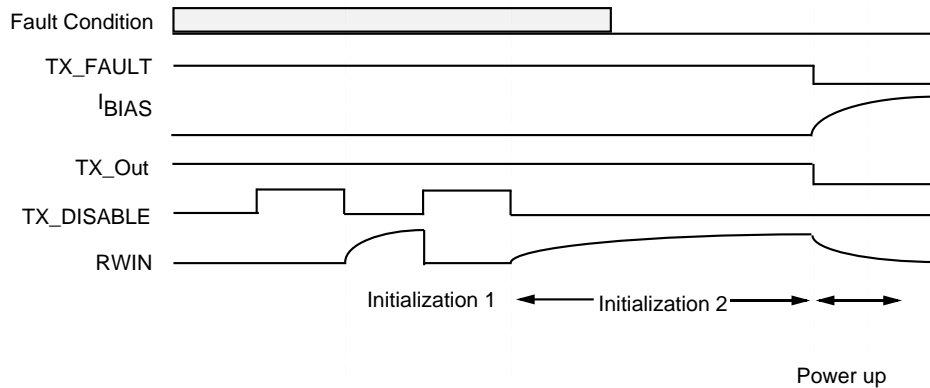 Fault Condition
TX_FAULT
IBIAS
TX_Out
TX_DISABLE
RWIN
Initialization 1
Initialization 2
Power up